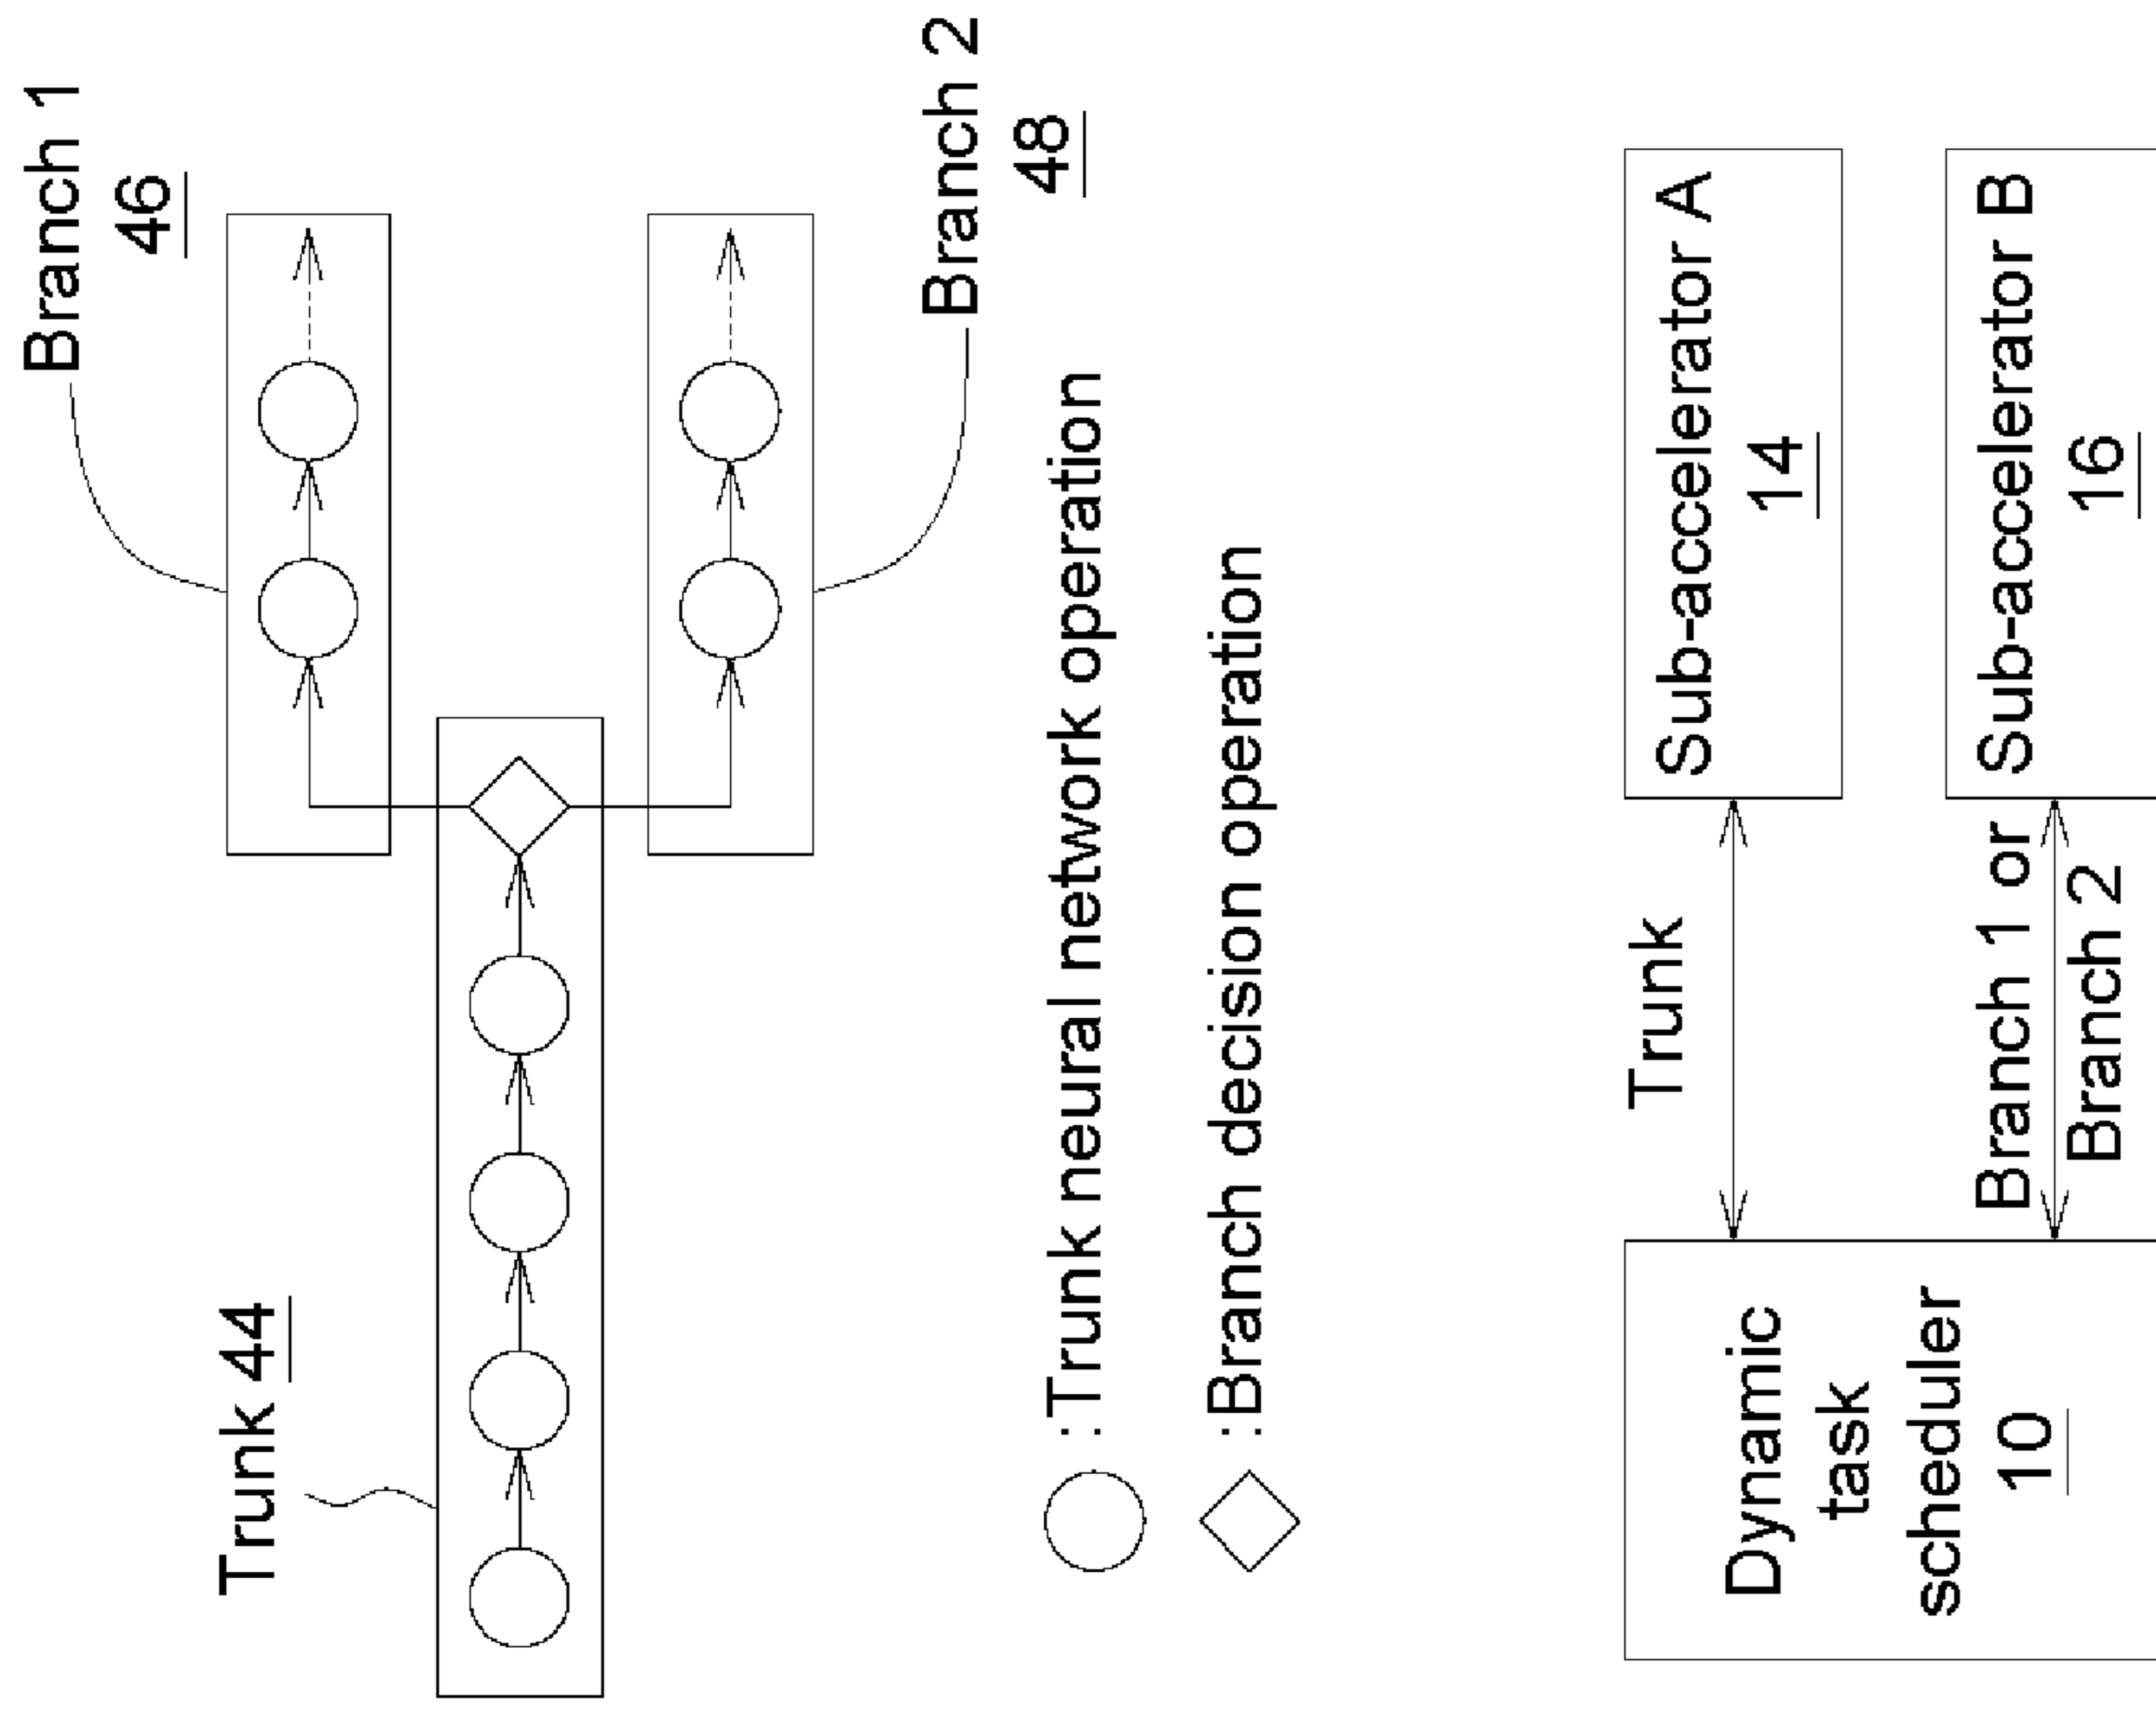 Branch 1
46
Trunk 44
Branch 2
48
:Trunk neural network operation
:Branch decision operation
Dynamic
task
scheduler
10
Trunk
Sub-accelerator A
14
Branch 1 or
Branch 2
Sub-accelerator B
16